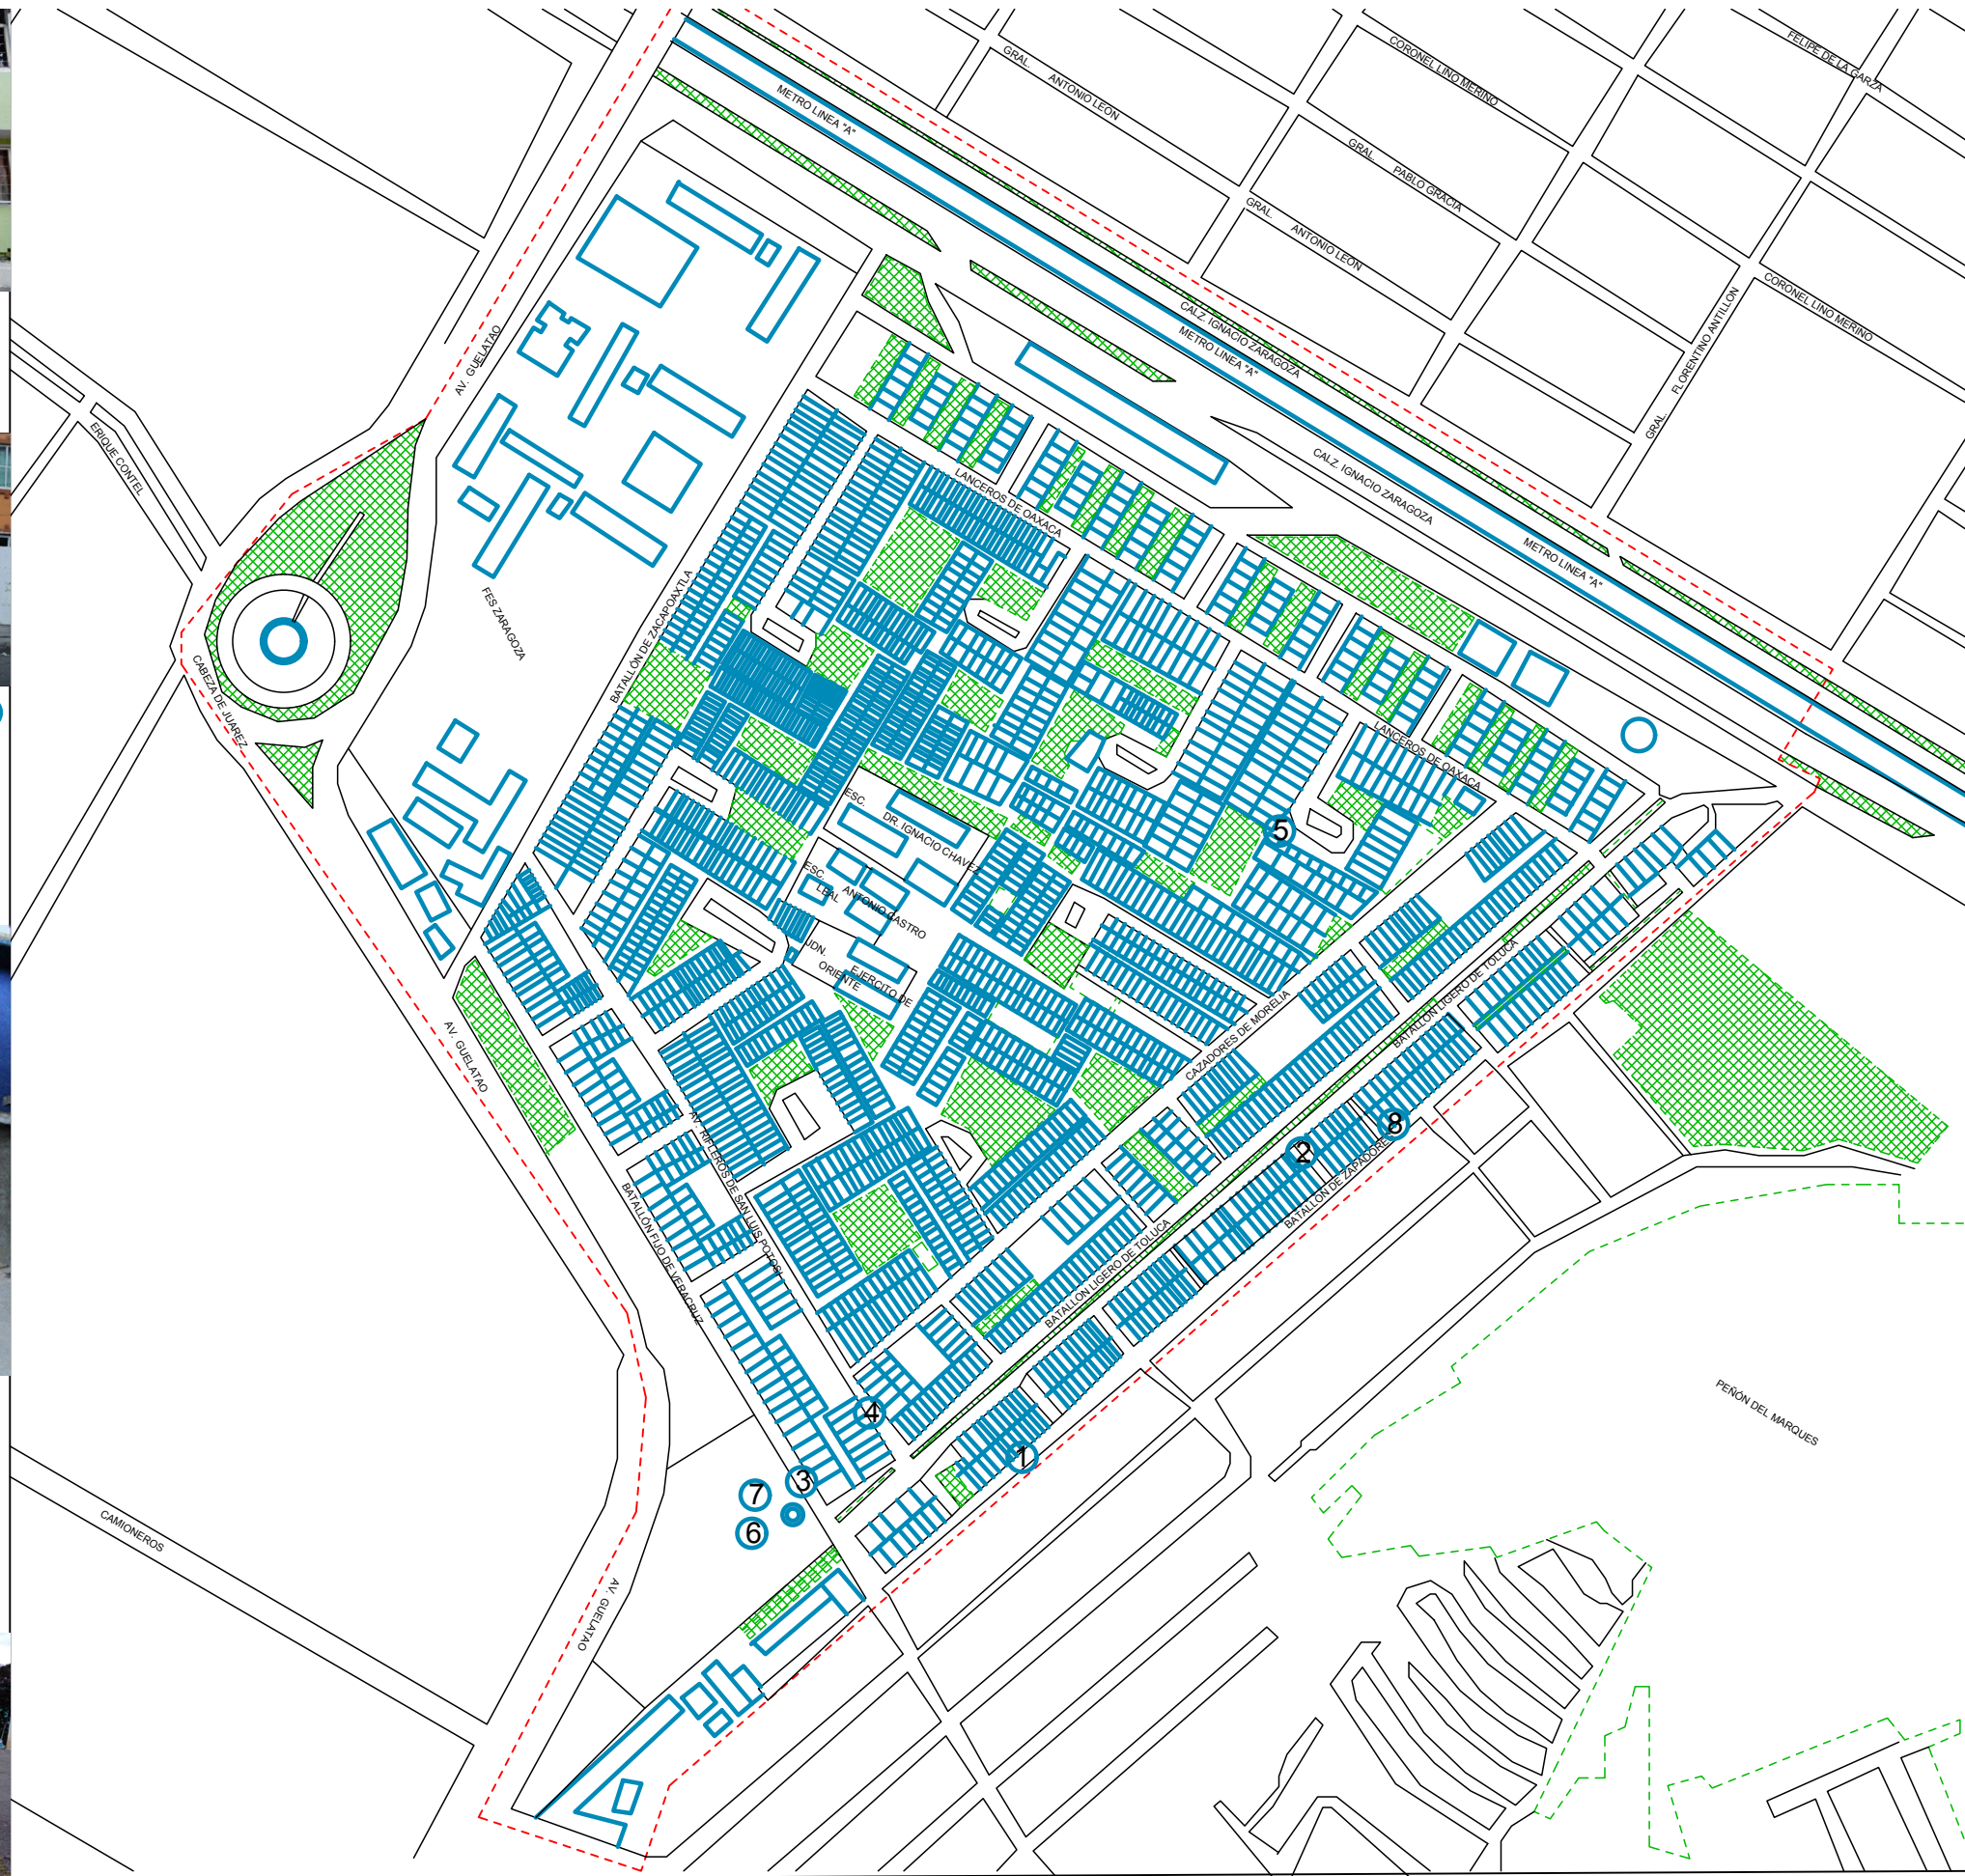 FELIPE DE LA GARZA
CORONEL LINO MERINO
GRAL. ANTONIO LEON
METRO LINEA "A"
GRAL. PABLO GRACIA
GRAL. ANTONIO LEON
CORONEL LINO MERINO
GRAL. FLORENTINO ANTILLON
CALZ. IGNACIO ZARAGOZA
METRO LINEA "A"
AV. GUELATAO
ERIQUE CONTEL
CALZ. IGNACIO ZARAGOZA
LANCEROS DE OAXACA
METRO LINEA "A"
FES ZARAGOZA
BATALLÓN DE ZACAPOAXTLA
CABEZA DE JUAREZ
LANCEROS DE OAXACA
ESC.
DR. IGNACIO CHAVEZ
5
ESC.
ANTONIO CASTRO
LEAL
JDN.
EJERCITO DE
ORIENTE
BATALLON LIGERO DE TOLUCA
CAZADORES DE MORELIA
AV. GUELATAO
AV. RIFLEROS DE SAN LUIS POTOSI
8
2
BATALLON DE ZAPADORES
BATALLÓN FIJO DE VERACRUZ
BATALLON LIGERO DE TOLUCA
PEÑÓN DEL MARQUES
4
1
3
7
6
CAMIONEROS
AV. GUELATAO